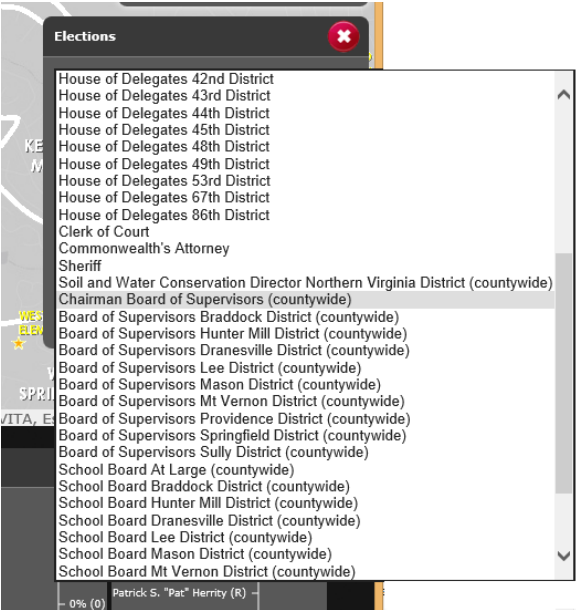 Elections
House of Delegates 42nd District
House of Delegates 43rd District
House of Delegates 44th District
House of Delegates 45th District
House of Delegates 48th District
House of Delegates 49th District
House of Delegates 53rd District
House of Delegates 67th District
House of Delegates 86th District
Clerk of Court
Commonwealth's Attorney
Sheriff
Soil and Water Conservation Director Northern Virginia District (countywide)
Chairman Board of Supervisors (countywide)
Board of Supervisors Braddock District (countywide)
Board of Supervisors Hunter Mill District (countywide)
Board of Supervisors Dranesville District (countywide)
Board of Supervisors Lee District (countywide)
Board of Supervisors Mason District (countywide)
Board of Supervisors Mt Vernon District (countywide)
Board of Supervisors Providence District (countywide)
Board of Supervisors Springfield District (countywide)
Board of Supervisors Sully District (countywide)
School Board At Large (countywide)
School Board Braddock District (countywide)
School Board Hunter Mill District (countywide)
School Board Dranesville District (countywide)
School Board Lee District (countywide)
School Board Mason District (countywide)
School Board Mt Vernon District (countywide)
KE
M
WES
ELEM
SPRI
VITA, Es
0% (0)
Patrick S. "Pat" Herrity (R)